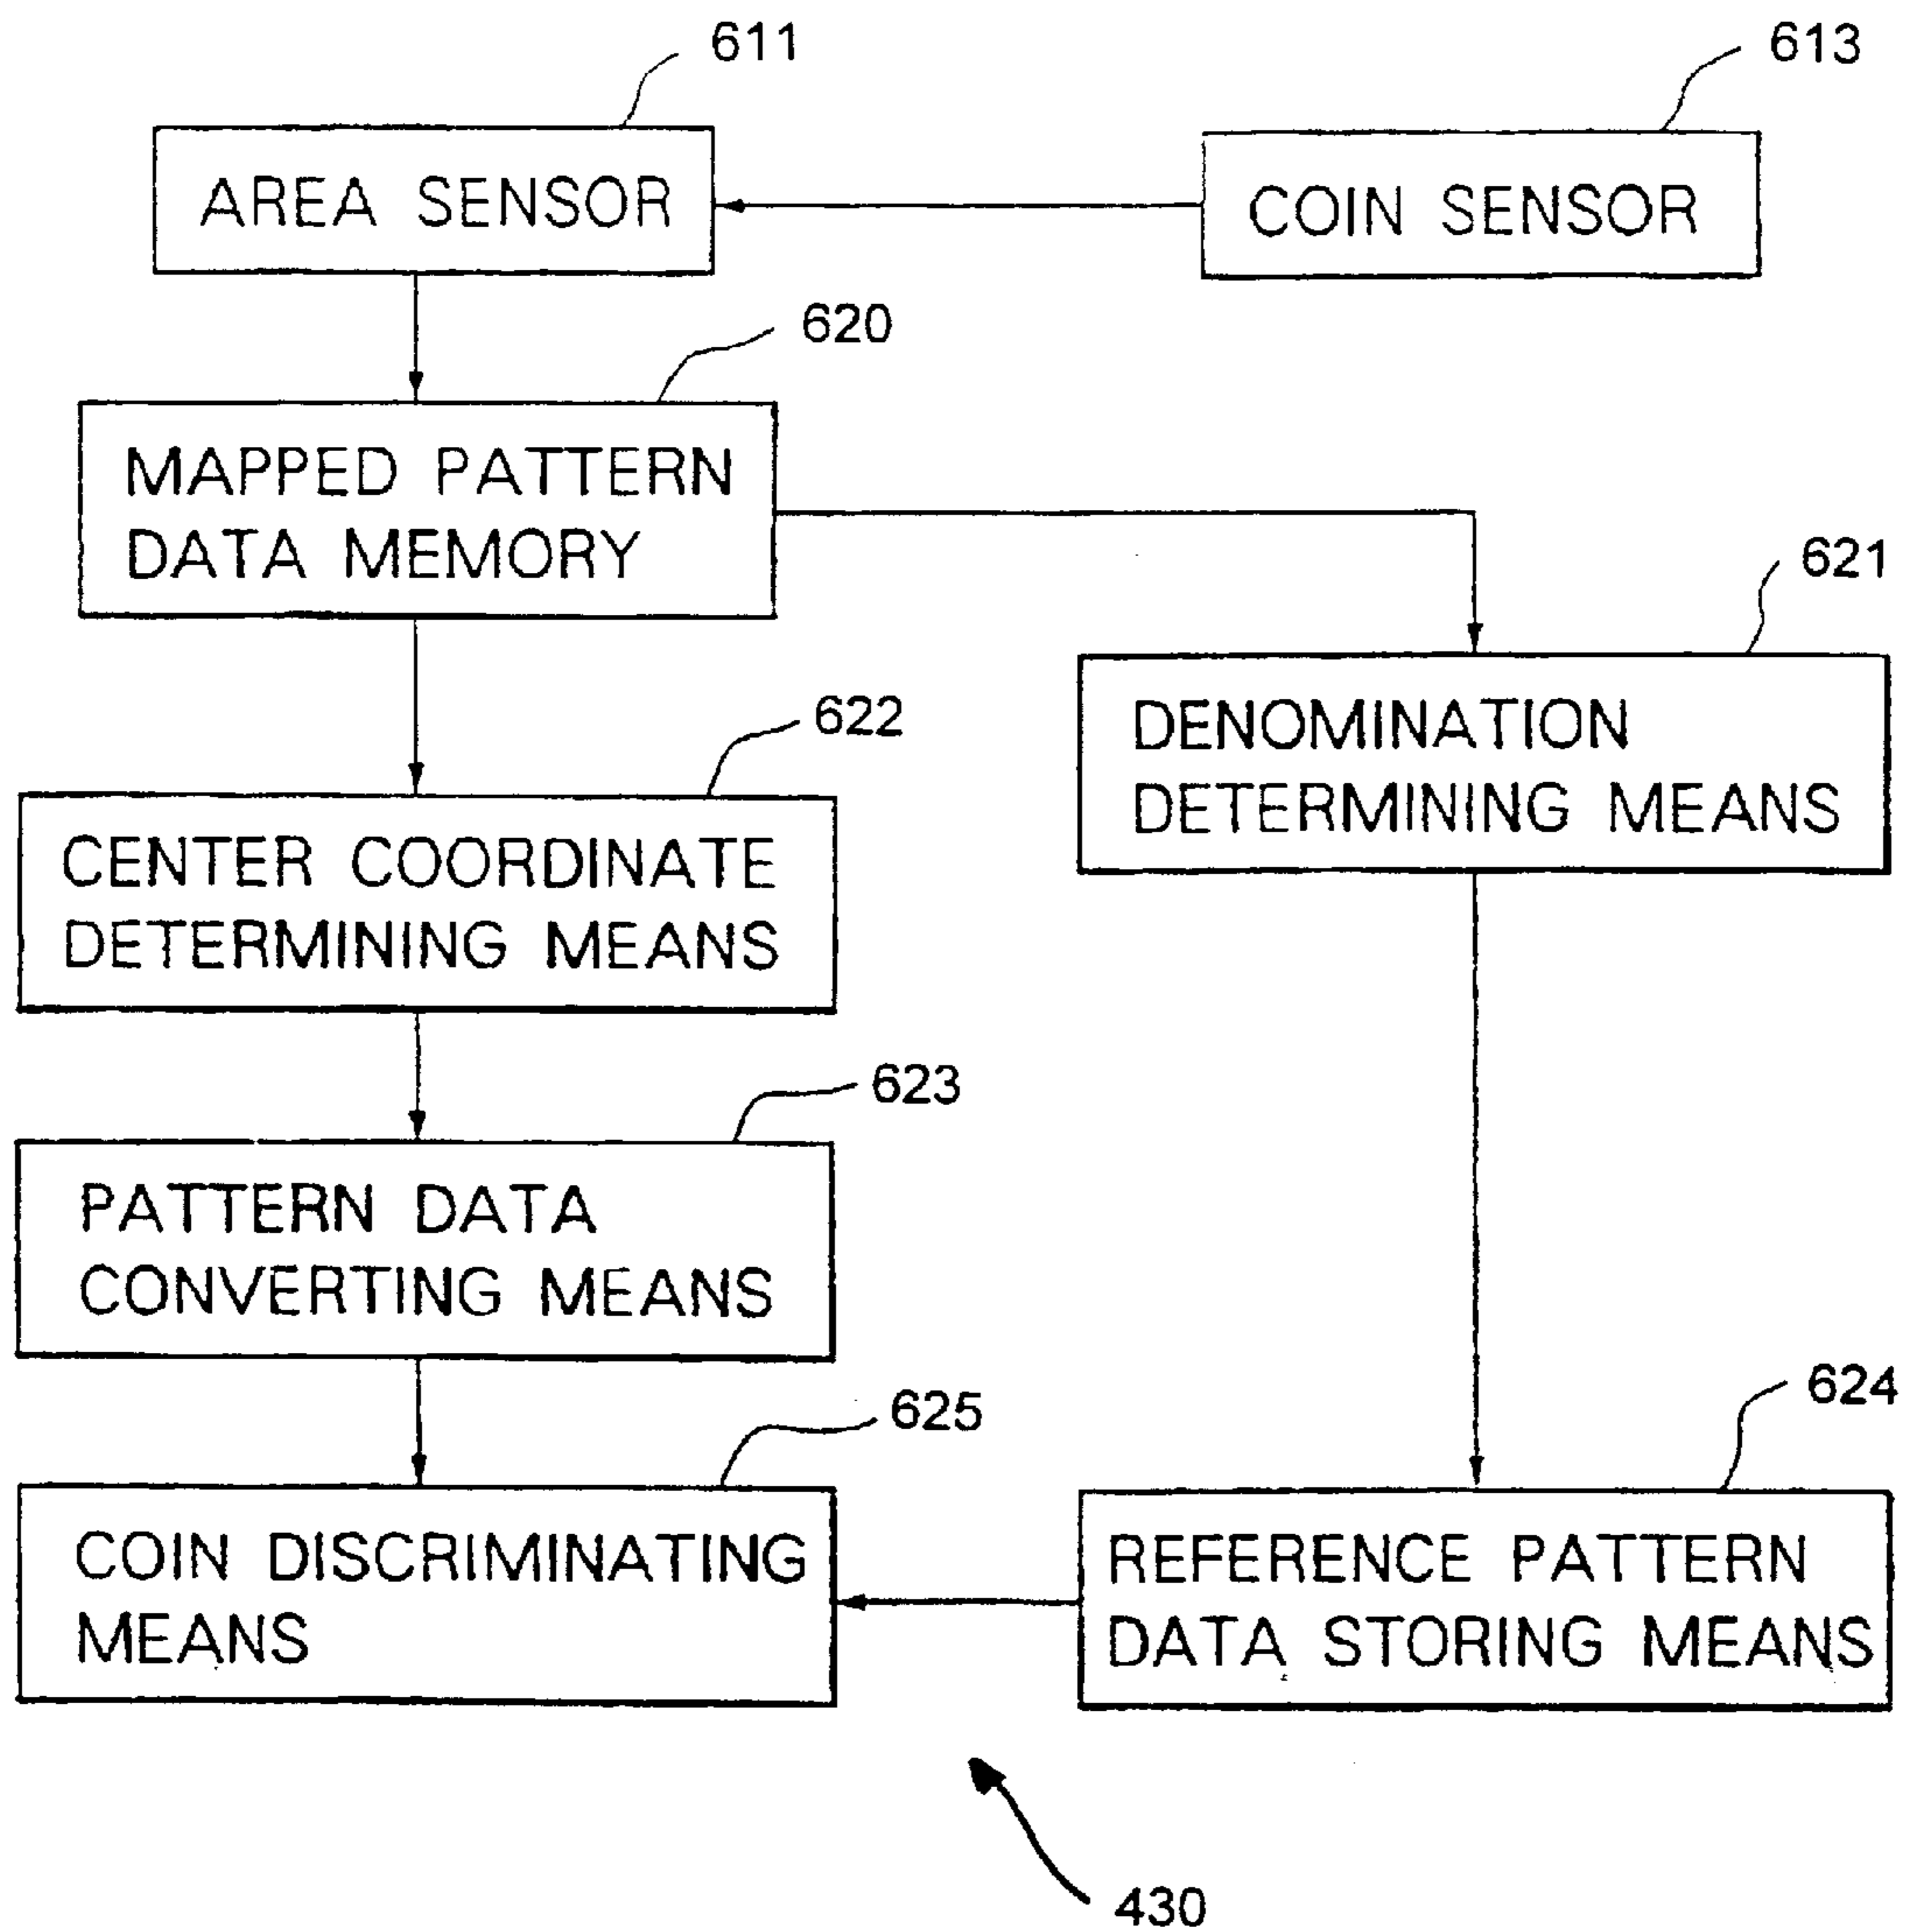 611
613
AREA SENSOR
COIN SENSOR
620
MAPPED PATTERN
DATA MEMORY
621
622
DENOMINATION
DETERMINING MEANS
CENTER COORDINATE
DETERMINING MEANS
623
PATTERN DATA
CONVERTING MEANS
624
625
COIN DISCRIMINATING
MEANS
REFERENCE PATTERN
DATA STORING MEANS
430